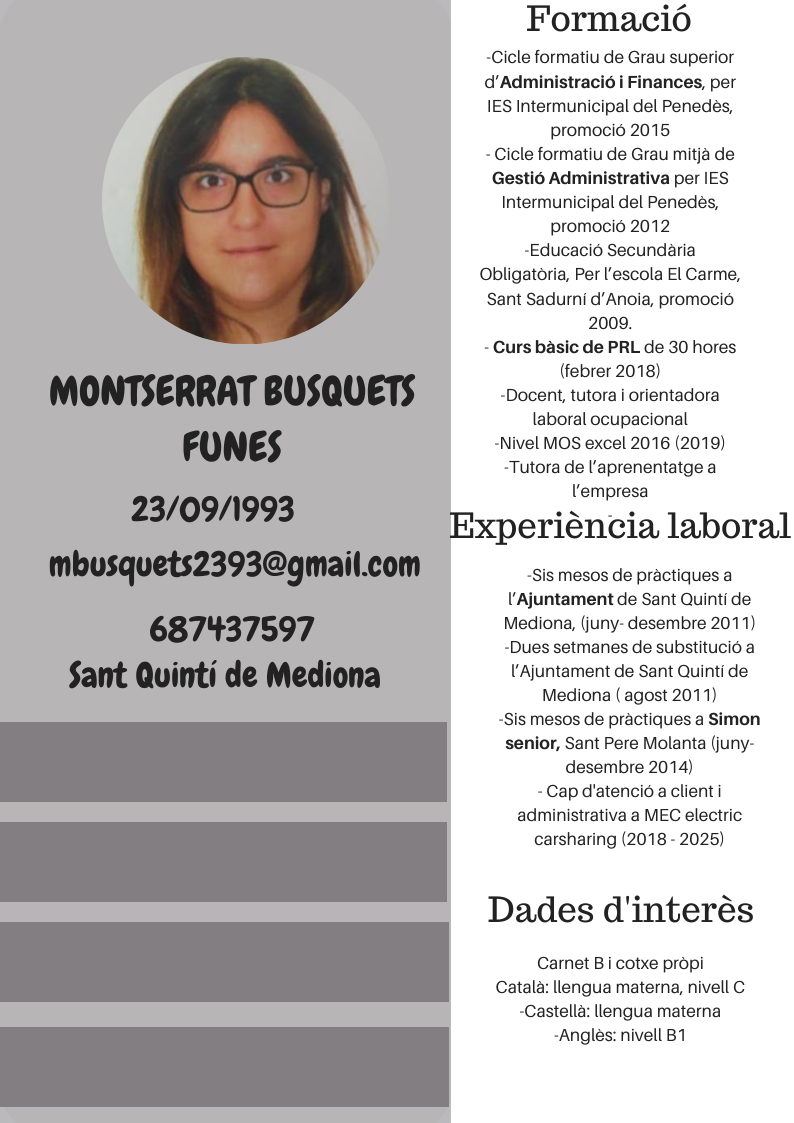 MONTSERRAT BUSQUETS
FUNES
23/09/1993
mbusquets2393@gmail.com
687437597
Sant Quintí de Mediona
Formació
-Cicle formatiu de Grau superior
d’Administració i Finances, per
IES Intermunicipal del Penedès,
promoció 2015
- Cicle formatiu de Grau mitjà de
Gestió Administrativa per IES
Intermunicipal del Penedès,
promoció 2012
-Educació Secundària
Obligatòria, Per l’escola El Carme,
Sant Sadurní d’Anoia, promoció
2009.
- Curs bàsic de PRL de 30 hores
(febrer 2018)
-Docent, tutora i orientadora
laboral ocupacional
-Nivel MOS excel 2016 (2019)
-Tutora de l’aprenentatge a
l’empresa
-
Experiència laboral
-Sis mesos de pràctiques a
l’Ajuntament de Sant Quintí de
Mediona, (juny- desembre 2011)
-Dues setmanes de substitució a
l’Ajuntament de Sant Quintí de
Mediona ( agost 2011)
-Sis mesos de pràctiques a Simon
senior, Sant Pere Molanta (juny-
desembre 2014)
- Cap d'atenció a client i
administrativa a MEC electric
carsharing (2018 - 2025)
Dades d'interès
Carnet B i cotxe pròpi
Català: llengua materna, nivell C
-Castellà: llengua materna
-Anglès: nivell B1